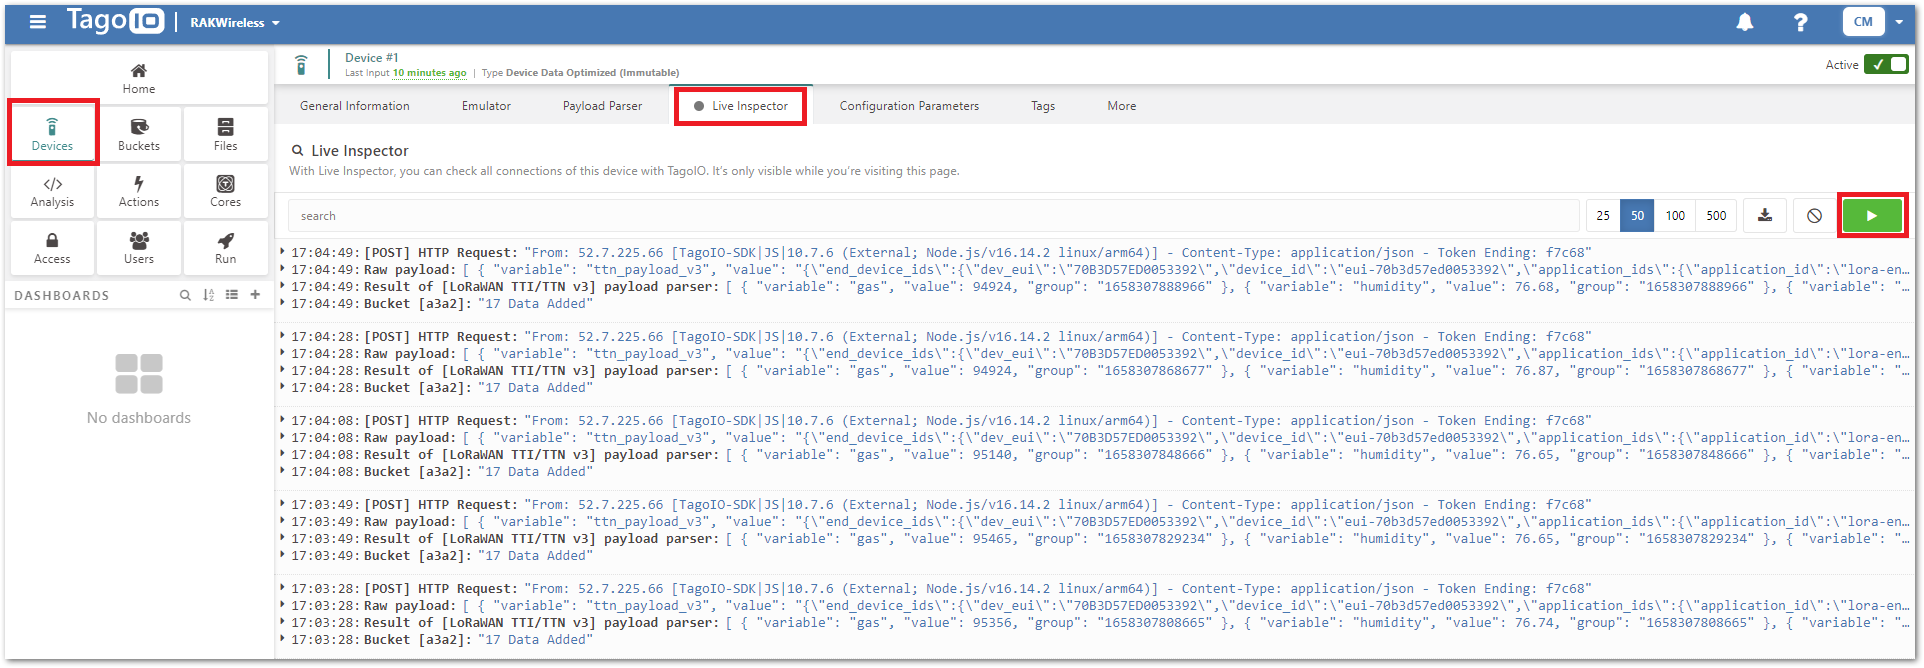 TagoIO
RAKWireless
CM
Home
Devices
Buckets
Files
Analysis
Actions
Cores
Access
Users
Run
DASHBOARDS
No dashboards
Device #1
Last Input 10 minutes ago | Type Device Data Optimized (Immutable)
Active
General Information
Emulator
Payload Parser
Live Inspector
Configuration Parameters
Tags
More
Live Inspector
With Live Inspector, you can check all connections of this device with TagoIO. It's only visible while you're visiting this page.
search
25 50 100 500
17:04:49: [POST] HTTP Request: "From: 52.7.225.66 [TagoIO-SDK|JS|10.7.6 (External; Node.js/v16.14.2 linux/arm64)] - Content-Type: application/json - Token Ending: f7c68"
17:04:49: Raw payload: [ { "variable": "ttn_payload_v3", "value": "{\"end_device_ids\":{\"dev_eui\":\"70B3D57ED0053392\",\"device_id\":\"eui-70b3d57ed0053392\",\"application_ids\":{\"application_id\":\"lora-en…
17:04:49: Result of [LoRaWAN TTI/TTN v3] payload parser: [ { "variable": "gas", "value": 94924, "group": "1658307888966" }, { "variable": "humidity", "value": 76.68, "group": "1658307888966" }, { "variable": "…
17:04:49: Bucket [a3a2]: "17 Data Added"
17:04:28: [POST] HTTP Request: "From: 52.7.225.66 [TagoIO-SDK|JS|10.7.6 (External; Node.js/v16.14.2 linux/arm64)] - Content-Type: application/json - Token Ending: f7c68"
17:04:28: Raw payload: [ { "variable": "ttn_payload_v3", "value": "{\"end_device_ids\":{\"dev_eui\":\"70B3D57ED0053392\",\"device_id\":\"eui-70b3d57ed0053392\",\"application_ids\":{\"application_id\":\"lora-en…
17:04:28: Result of [LoRaWAN TTI/TTN v3] payload parser: [ { "variable": "gas", "value": 94924, "group": "1658307868677" }, { "variable": "humidity", "value": 76.87, "group": "1658307868677" }, { "variable": "…
17:04:28: Bucket [a3a2]: "17 Data Added"
17:04:08: [POST] HTTP Request: "From: 52.7.225.66 [TagoIO-SDK|JS|10.7.6 (External; Node.js/v16.14.2 linux/arm64)] - Content-Type: application/json - Token Ending: f7c68"
17:04:08: Raw payload: [ { "variable": "ttn_payload_v3", "value": "{\"end_device_ids\":{\"dev_eui\":\"70B3D57ED0053392\",\"device_id\":\"eui-70b3d57ed0053392\",\"application_ids\":{\"application_id\":\"lora-en…
17:04:08: Result of [LoRaWAN TTI/TTN v3] payload parser: [ { "variable": "gas", "value": 95140, "group": "1658307848666" }, { "variable": "humidity", "value": 76.65, "group": "1658307848666" }, { "variable": "…
17:04:08: Bucket [a3a2]: "17 Data Added"
17:03:49: [POST] HTTP Request: "From: 52.7.225.66 [TagoIO-SDK|JS|10.7.6 (External; Node.js/v16.14.2 linux/arm64)] - Content-Type: application/json - Token Ending: f7c68"
17:03:49: Raw payload: [ { "variable": "ttn_payload_v3", "value": "{\"end_device_ids\":{\"dev_eui\":\"70B3D57ED0053392\",\"device_id\":\"eui-70b3d57ed0053392\",\"application_ids\":{\"application_id\":\"lora-en…
17:03:49: Result of [LoRaWAN TTI/TTN v3] payload parser: [ { "variable": "gas", "value": 95465, "group": "1658307829234" }, { "variable": "humidity", "value": 76.65, "group": "1658307829234" }, { "variable": "…
17:03:49: Bucket [a3a2]: "17 Data Added"
17:03:28: [POST] HTTP Request: "From: 52.7.225.66 [TagoIO-SDK|JS|10.7.6 (External; Node.js/v16.14.2 linux/arm64)] - Content-Type: application/json - Token Ending: f7c68"
17:03:28: Raw payload: [ { "variable": "ttn_payload_v3", "value": "{\"end_device_ids\":{\"dev_eui\":\"70B3D57ED0053392\",\"device_id\":\"eui-70b3d57ed0053392\",\"application_ids\":{\"application_id\":\"lora-en…
17:03:28: Result of [LoRaWAN TTI/TTN v3] payload parser: [ { "variable": "gas", "value": 95356, "group": "1658307808665" }, { "variable": "humidity", "value": 76.74, "group": "1658307808665" }, { "variable": "…
17:03:28: Bucket [a3a2]: "17 Data Added"